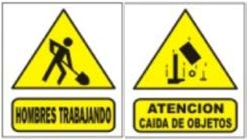 HOMBRES TRABAJANDO
ATENCION
CAIDA DE OBJETOS